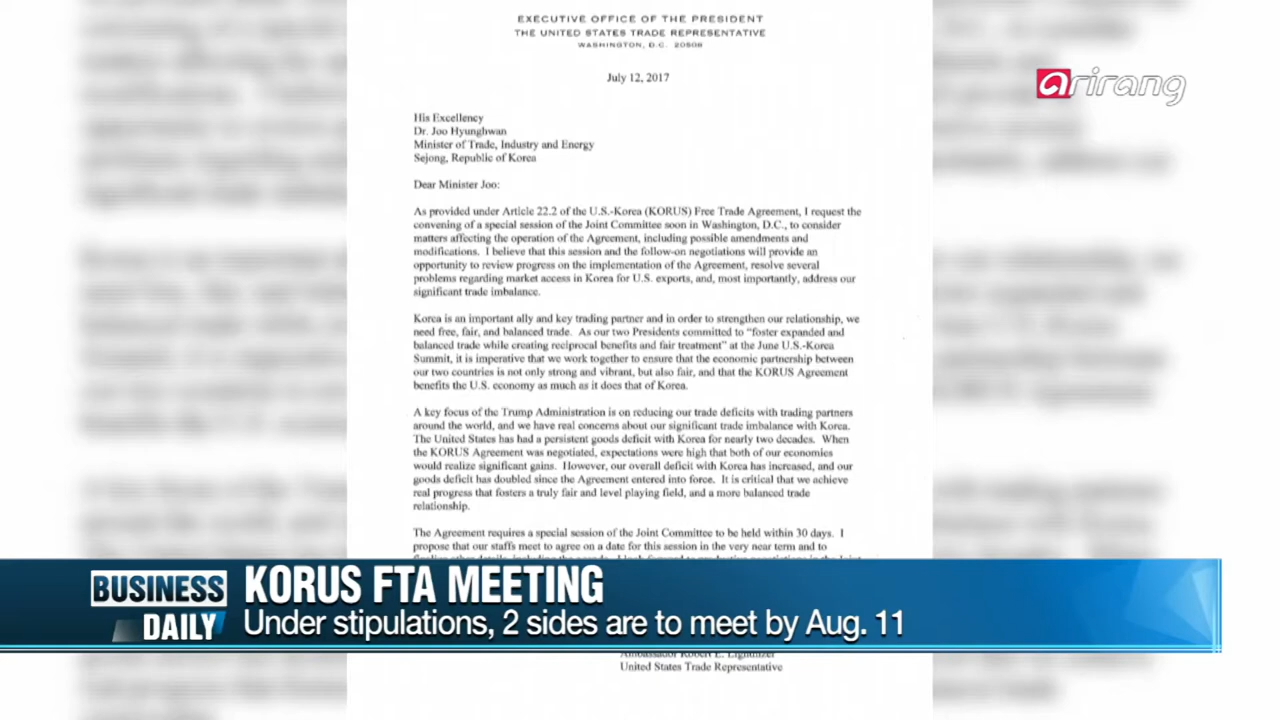 EXECUTIVE OFFICE OF THE PRESIDENT
THE UNITED STATES TRADE REPRESENTATIVE
WASHINGTON, D.C. 20508
arirang
July 12, 2017
His Excellency
Dr. Joo Hyunghwan
Minister of Trade, Industry and Energy
Sejong, Republic of Korea
Dear Minister Joo:
As provided under Article 22.2 of the U.S.-Korea (KORUS) Free Trade Agreement, I request the
convening of a special session of the Joint Committee soon in Washington, D.C., to consider
matters affecting the operation of the Agreement, including possible amendments and
modifications. I believe that this session and the follow-on negotiations will provide an
opportunity to review progress on the implementation of the Agreement, resolve several
problems regarding market access in Korea for U.S. exports, and, most importantly, address our
significant trade imbalance.
Korea is an important ally and key trading partner and in order to strengthen our relationship, we
need free, fair, and balanced trade. As our two Presidents committed to “foster expanded and
balanced trade while creating reciprocal benefits and fair treatment” at the June U.S.-Korea
Summit, it is imperative that we work together to ensure that the economic partnership between
our two countries is not only strong and vibrant, but also fair, and that the KORUS Agreement
benefits the U.S. economy as much as it does that of Korea.
A key focus of the Trump Administration is on reducing our trade deficits with trading partners
around the world, and we have real concerns about our significant trade imbalance with Korea.
The United States has had a persistent goods deficit with Korea for nearly two decades. When
the KORUS Agreement was negotiated, expectations were high that both of our economies
would realize significant gains. However, our overall deficit with Korea has increased, and our
goods deficit has doubled since the Agreement entered into force. It is critical that we achieve
real progress that fosters a truly fair and level playing field, and a more balanced trade
relationship.
The Agreement requires a special session of the Joint Committee to be held within 30 days. I
propose that our staffs meet to agree on a date for this session in the very near term and to
BUSINESS
DAILY
KORUS FTA MEETING
Under stipulations, 2 sides are to meet by Aug. 11
Ambassador Robert E. Lighthizer
United States Trade Representative